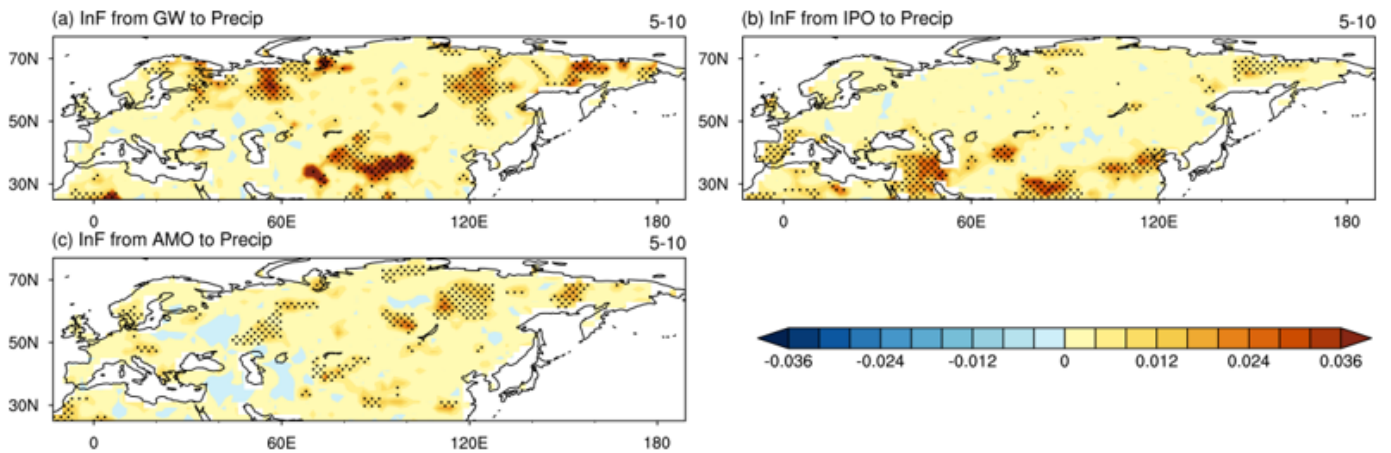 (a) InF from GW to Precip 5-10
70N
50N
30N
0 60E 120E 180
(b) InF from IPO to Precip 5-10
70N
50N
30N
0 60E 120E 180
(c) InF from AMO to Precip 5-10
70N
50N
30N
0 60E 120E 180
-0.036 -0.024 -0.012 0 0.012 0.024 0.036